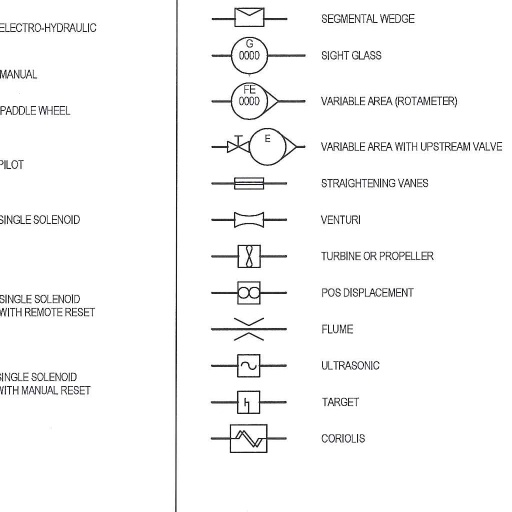 ELECTRO-HYDRAULIC
MANUAL
PADDLE WHEEL
PILOT
SINGLE SOLENOID
SINGLE SOLENOID
WITH REMOTE RESET
SINGLE SOLENOID
WITH MANUAL RESET
SEGMENTAL WEDGE
G
0000
SIGHT GLASS
FE
0000
VARIABLE AREA (ROTAMETER)
E
VARIABLE AREA WITH UPSTREAM VALVE
STRAIGHTENING VANES
VENTURI
TURBINE OR PROPELLER
POS DISPLACEMENT
FLUME
ULTRASONIC
TARGET
CORIOLIS